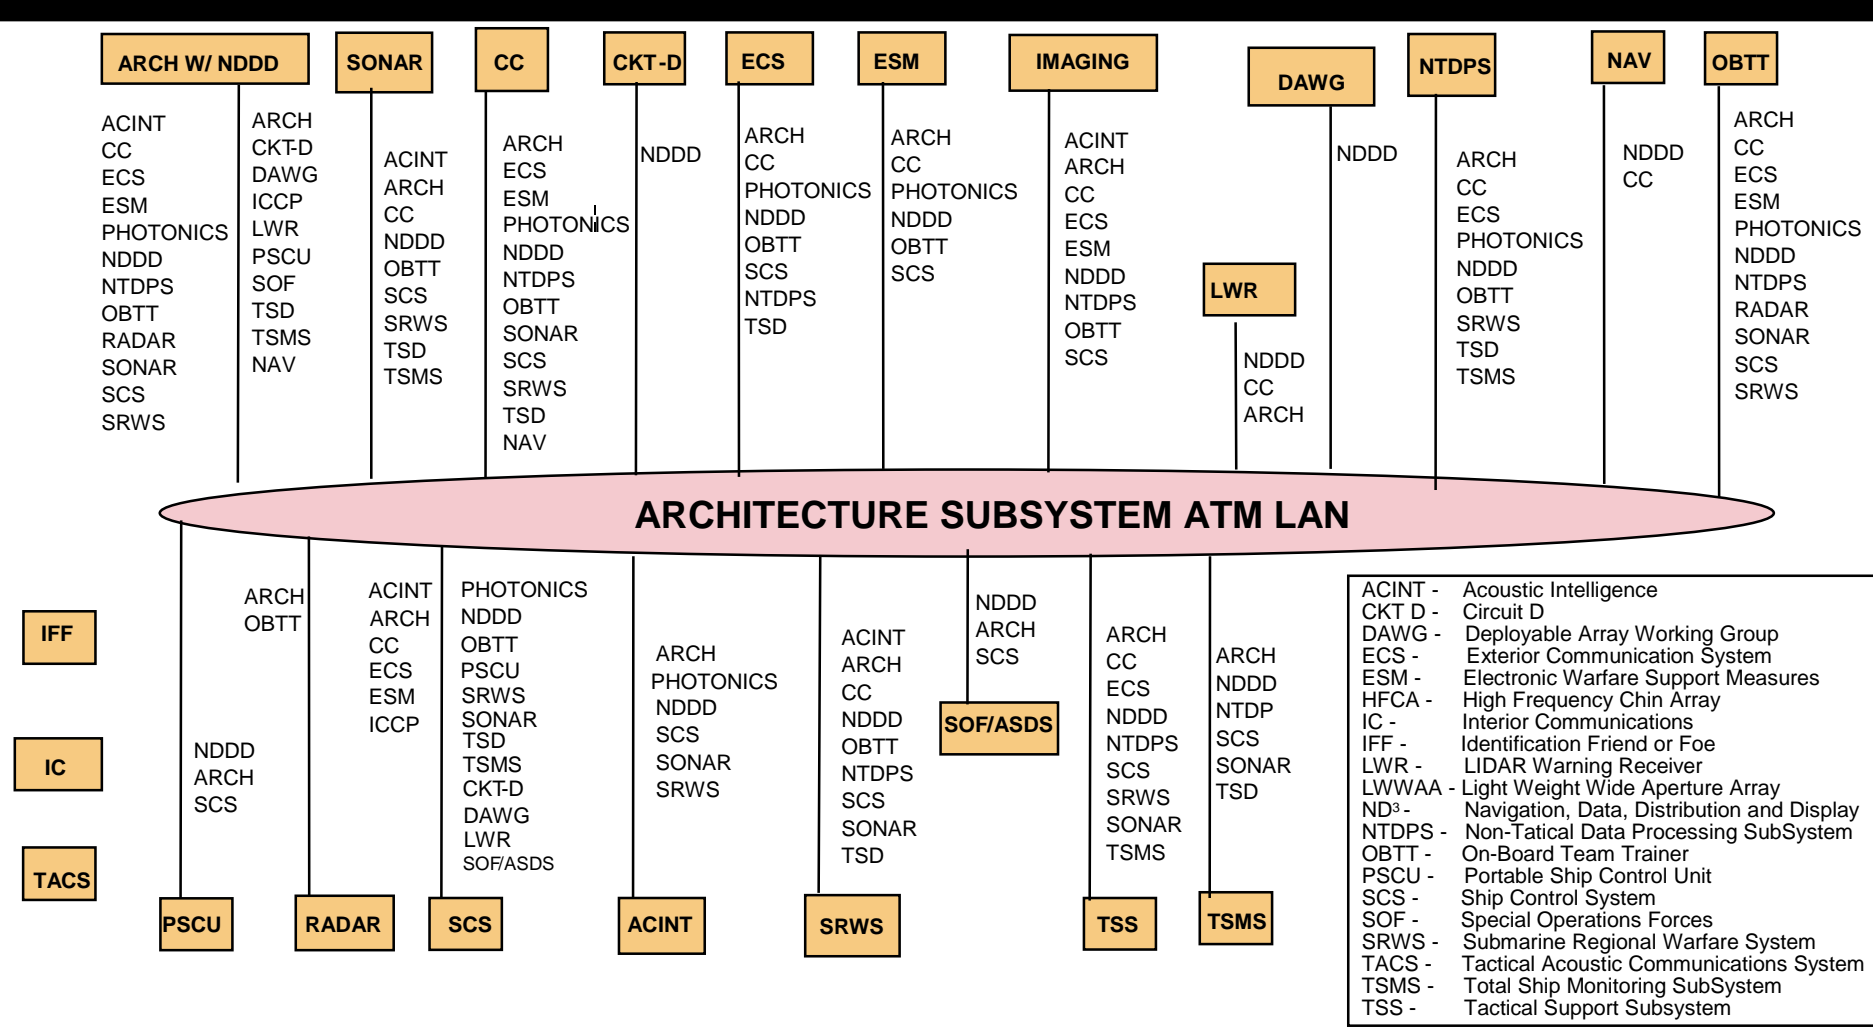 ARCH W/ NDDD
SONAR
CC
CKT-D
ECS
ESM
IMAGING
DAWG
NTDPS
NAV
OBTT
ACINT
CC
ECS
ESM
PHOTONICS
NDDD
NTDPS
OBTT
RADAR
SONAR
SCS
SRWS
ARCH
CKT-D
DAWG
ICCP
LWR
PSCU
SOF
TSD
TSMS
NAV
ACINT
ARCH
CC
NDDD
OBTT
SCS
SRWS
TSD
TSMS
ARCH
ECS
ESM
PHOTONICS
NDDD
NTDPS
OBTT
SONAR
SCS
SRWS
TSD
NAV
NDDD
ARCH
CC
PHOTONICS
NDDD
OBTT
SCS
NTDPS
TSD
ARCH
CC
PHOTONICS
NDDD
OBTT
SCS
ACINT
ARCH
CC
ECS
ESM
NDDD
NTDPS
OBTT
SCS
LWR
NDDD
CC
ARCH
NDDD
ARCH
CC
ECS
PHOTONICS
NDDD
OBTT
SRWS
TSD
TSMS
NDDD
CC
ARCH
CC
ECS
ESM
PHOTONICS
NDDD
NTDPS
RADAR
SONAR
SCS
SRWS
ARCHITECTURE SUBSYSTEM ATM LAN
IFF
IC
TACS
NDDD
ARCH
SCS
PSCU
ARCH
OBTT
RADAR
ACINT
ARCH
CC
ECS
ESM
ICCP
PHOTONICS
NDDD
OBTT
PSCU
SRWS
SONAR
TSD
TSMS
CKT-D
DAWG
LWR
SOF/ASDS
SCS
ARCH
PHOTONICS
NDDD
SCS
SONAR
SRWS
ACINT
ACINT
ARCH
CC
NDDD
OBTT
NTDPS
SCS
SONAR
TSD
SRWS
NDDD
ARCH
SCS
SOF/ASDS
ARCH
CC
ECS
NDDD
NTDPS
SCS
SRWS
SONAR
TSMS
TSS
ARCH
NDDD
NTDP
SCS
SONAR
TSD
TSMS
ACINT - Acoustic Intelligence
CKT D - Circuit D
DAWG - Deployable Array Working Group
ECS - Exterior Communication System
ESM - Electronic Warfare Support Measures
HFCA - High Frequency Chin Array
IC - Interior Communications
IFF - Identification Friend or Foe
LWR - LIDAR Warning Receiver
LWWAA - Light Weight Wide Aperture Array
ND³ - Navigation, Data, Distribution and Display
NTDPS - Non-Tatical Data Processing SubSystem
OBTT - On-Board Team Trainer
PSCU - Portable Ship Control Unit
SCS - Ship Control System
SOF - Special Operations Forces
SRWS - Submarine Regional Warfare System
TACS - Tactical Acoustic Communications System
TSMS - Total Ship Monitoring SubSystem
TSS - Tactical Support Subsystem